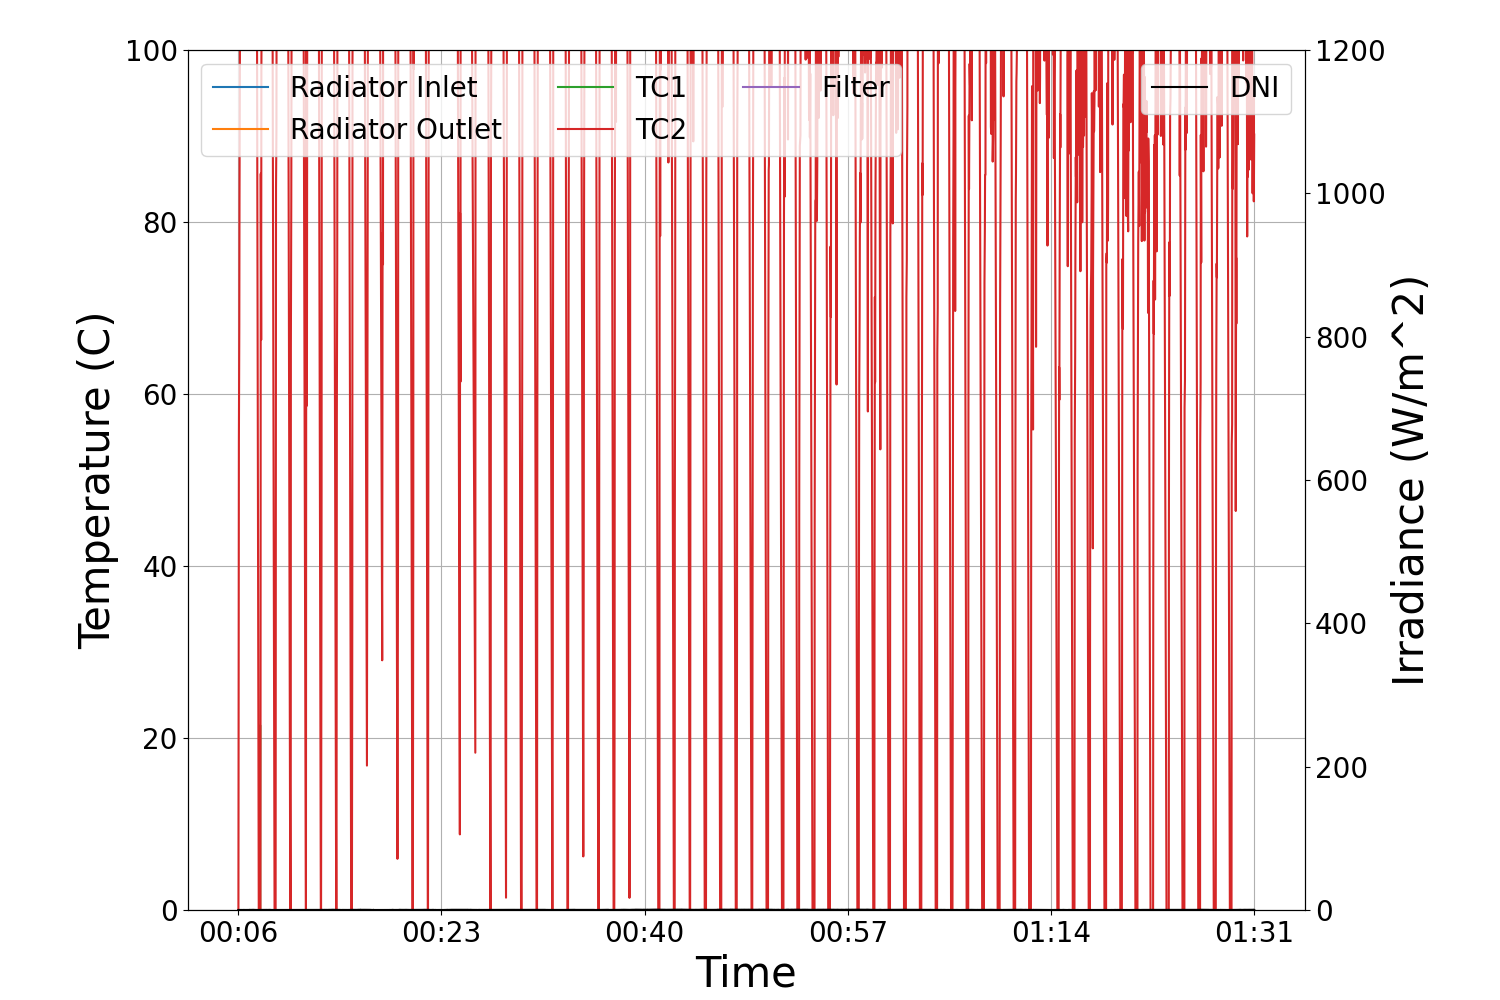 100
80
60
40
20
0
Temperature (C)
Radiator Inlet
Radiator Outlet
TC1
TC2
Filter
DNI
1200
1000
800
600
400
200
0
Irradiance (W/m^2)
00:06
00:23
00:40
00:57
01:14
01:31
Time